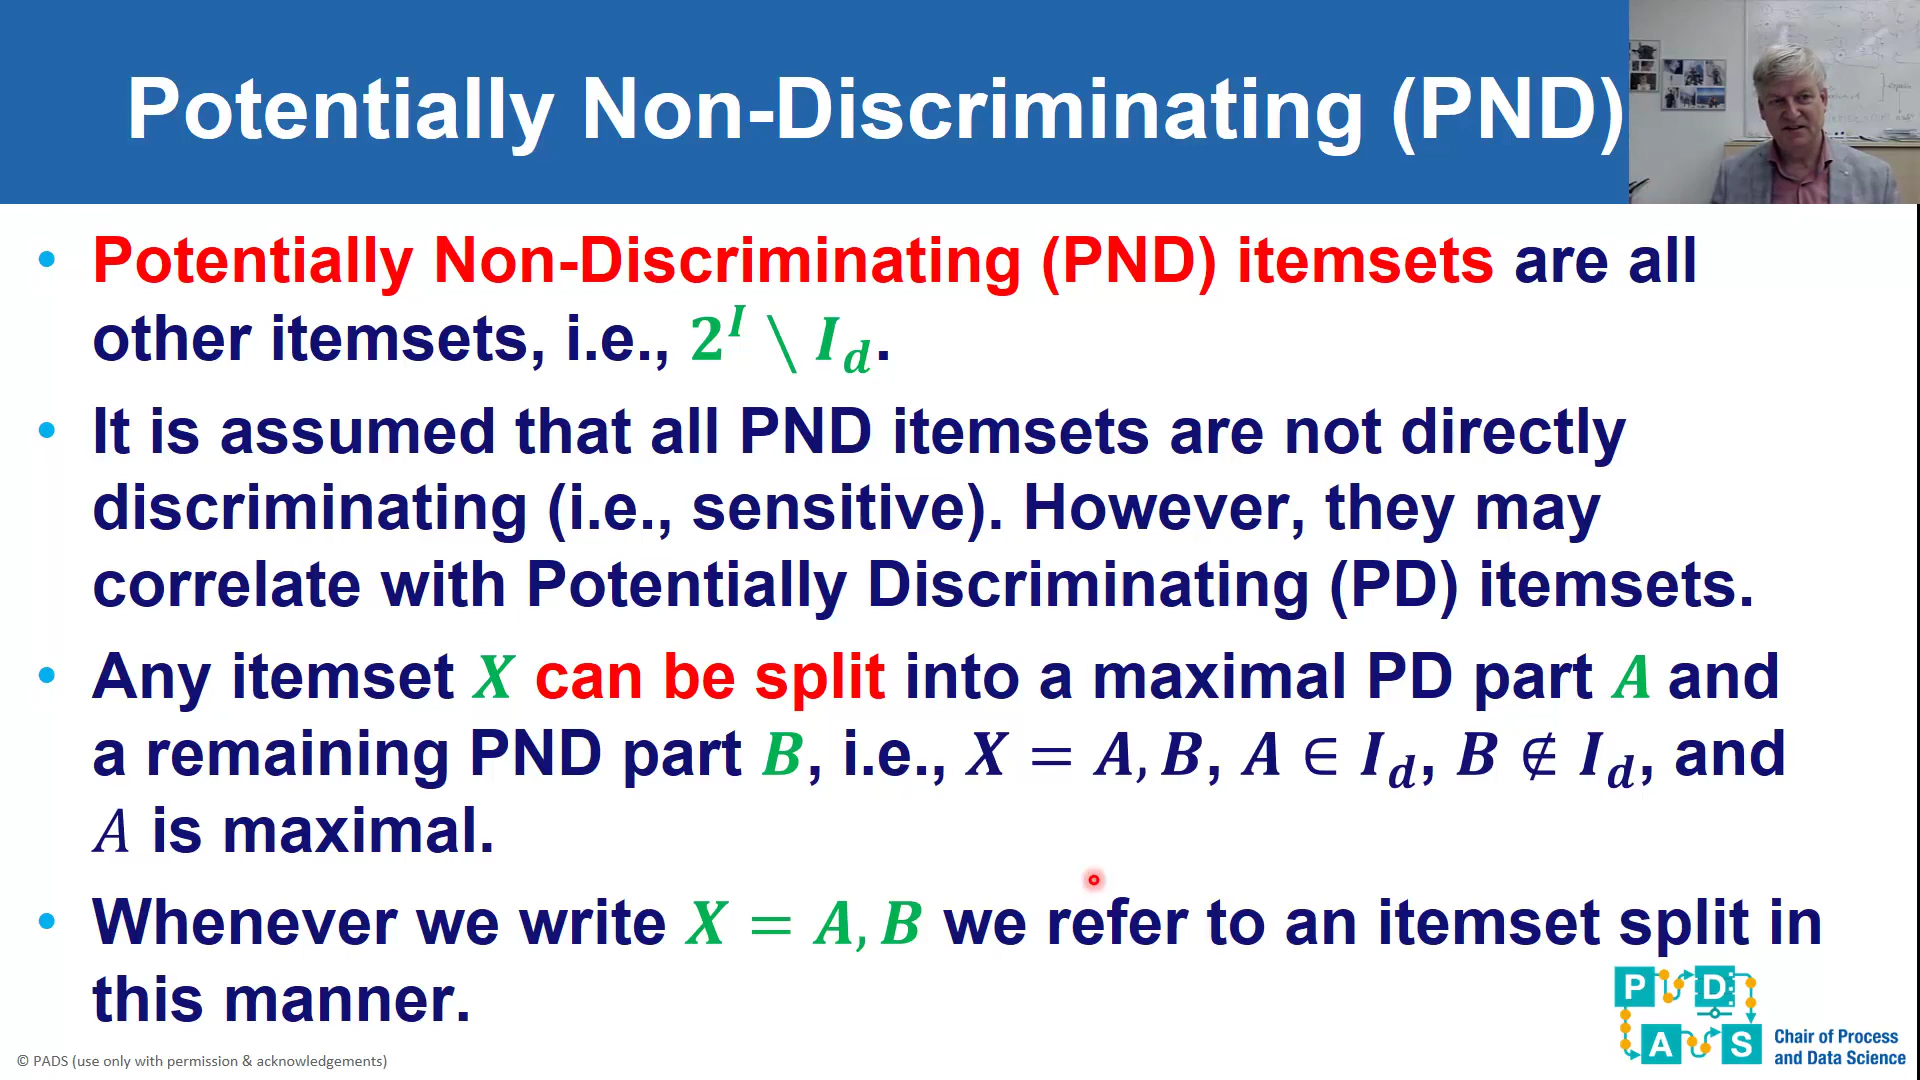 Potentially Non-Discriminating (PND)
• Potentially Non-Discriminating (PND) itemsets are all
other itemsets, i.e., 2^I \ I_d.
• It is assumed that all PND itemsets are not directly
discriminating (i.e., sensitive). However, they may
correlate with Potentially Discriminating (PD) itemsets.
• Any itemset X can be split into a maximal PD part A and
a remaining PND part B, i.e., X = A, B, A ∈ I_d, B ∉ I_d, and
A is maximal.
• Whenever we write X = A, B we refer to an itemset split in
this manner.
P D
A S
Chair of Process
and Data Science
© PADS (use only with permission & acknowledgements)